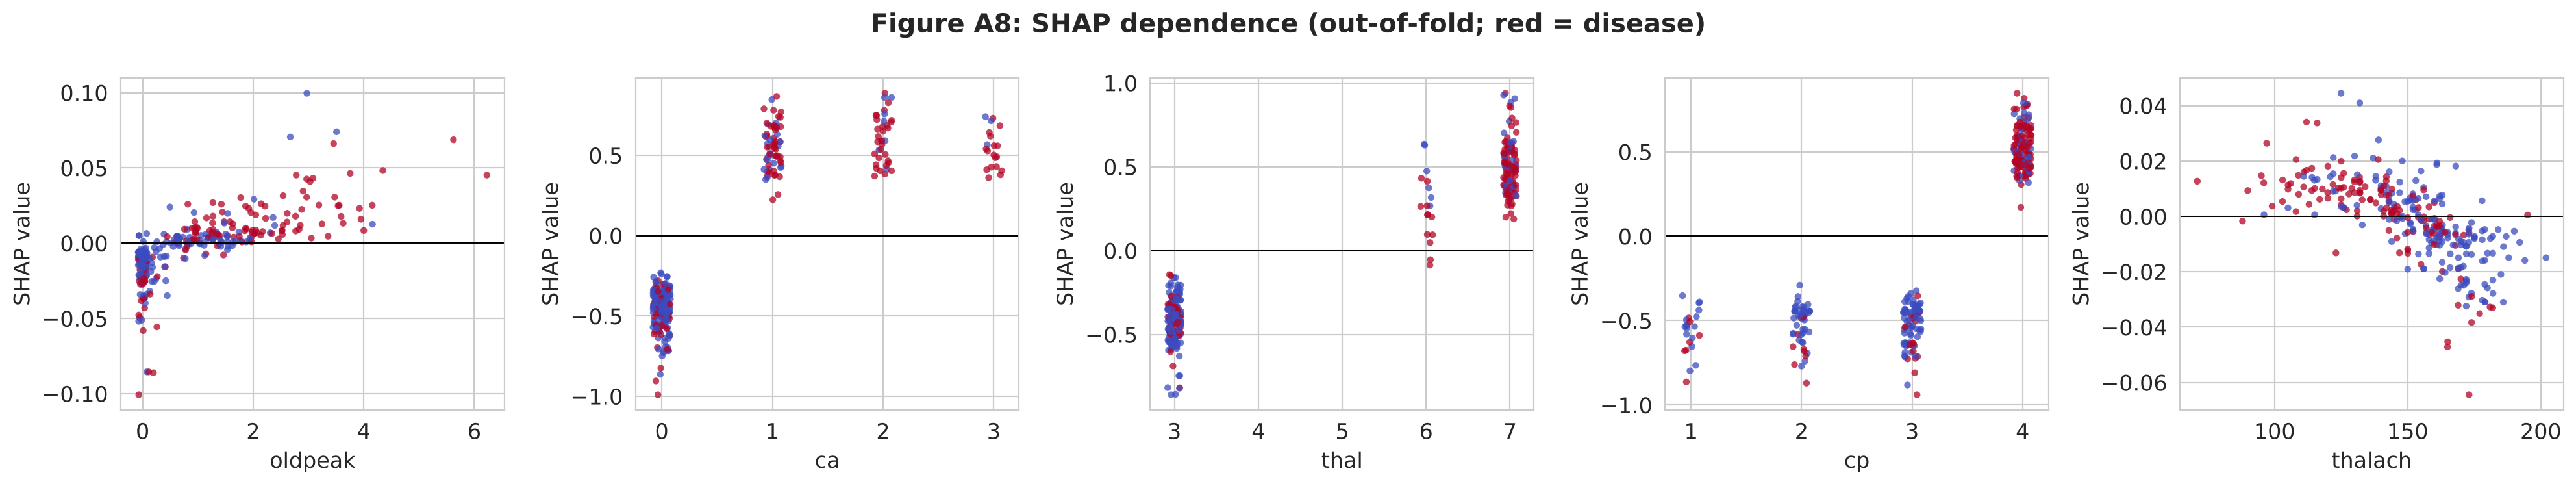 Figure A8: SHAP dependence (out-of-fold; red = disease)
SHAP value
0.10
0.05
0.00
−0.05
−0.10
0 2 4 6
oldpeak
SHAP value
0.5
0.0
−0.5
−1.0
0 1 2 3
ca
SHAP value
1.0
0.5
0.0
−0.5
3 4 5 6 7
thal
SHAP value
0.5
0.0
−0.5
−1.0
1 2 3 4
cp
SHAP value
0.04
0.02
0.00
−0.02
−0.04
−0.06
100 150 200
thalach